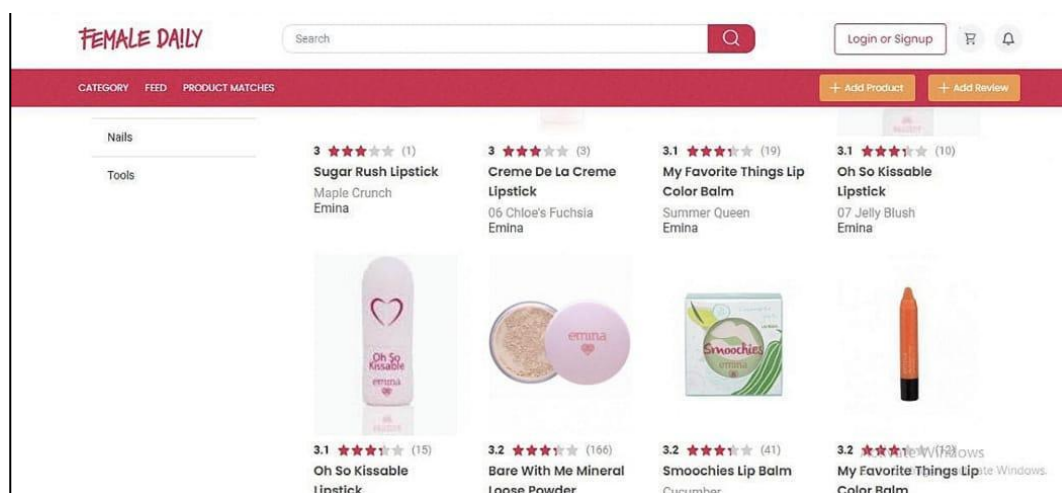 FEMALE DAILY
Search
Login or Signup
CATEGORY FEED PRODUCT MATCHES
+ Add Product
+ Add Review
Nails
Tools
3 (1)
Sugar Rush Lipstick
Maple Crunch
Emina
3 (3)
Creme De La Creme
Lipstick
06 Chloe's Fuchsia
Emina
3.1 (19)
My Favorite Things Lip
Color Balm
Summer Queen
Emina
3.1 (10)
Oh So Kissable
Lipstick
07 Jelly Blush
Emina
Oh So
Kissable
emina
emina
Smoochies
emina
3.1 (15)
Oh So Kissable
Lipstick
3.2 (166)
Bare With Me Mineral
Loose Powder
3.2 (41)
Smoochies Lip Balm
Cucumber
3.2 (12)
My Favorite Things Lip
Color Balm